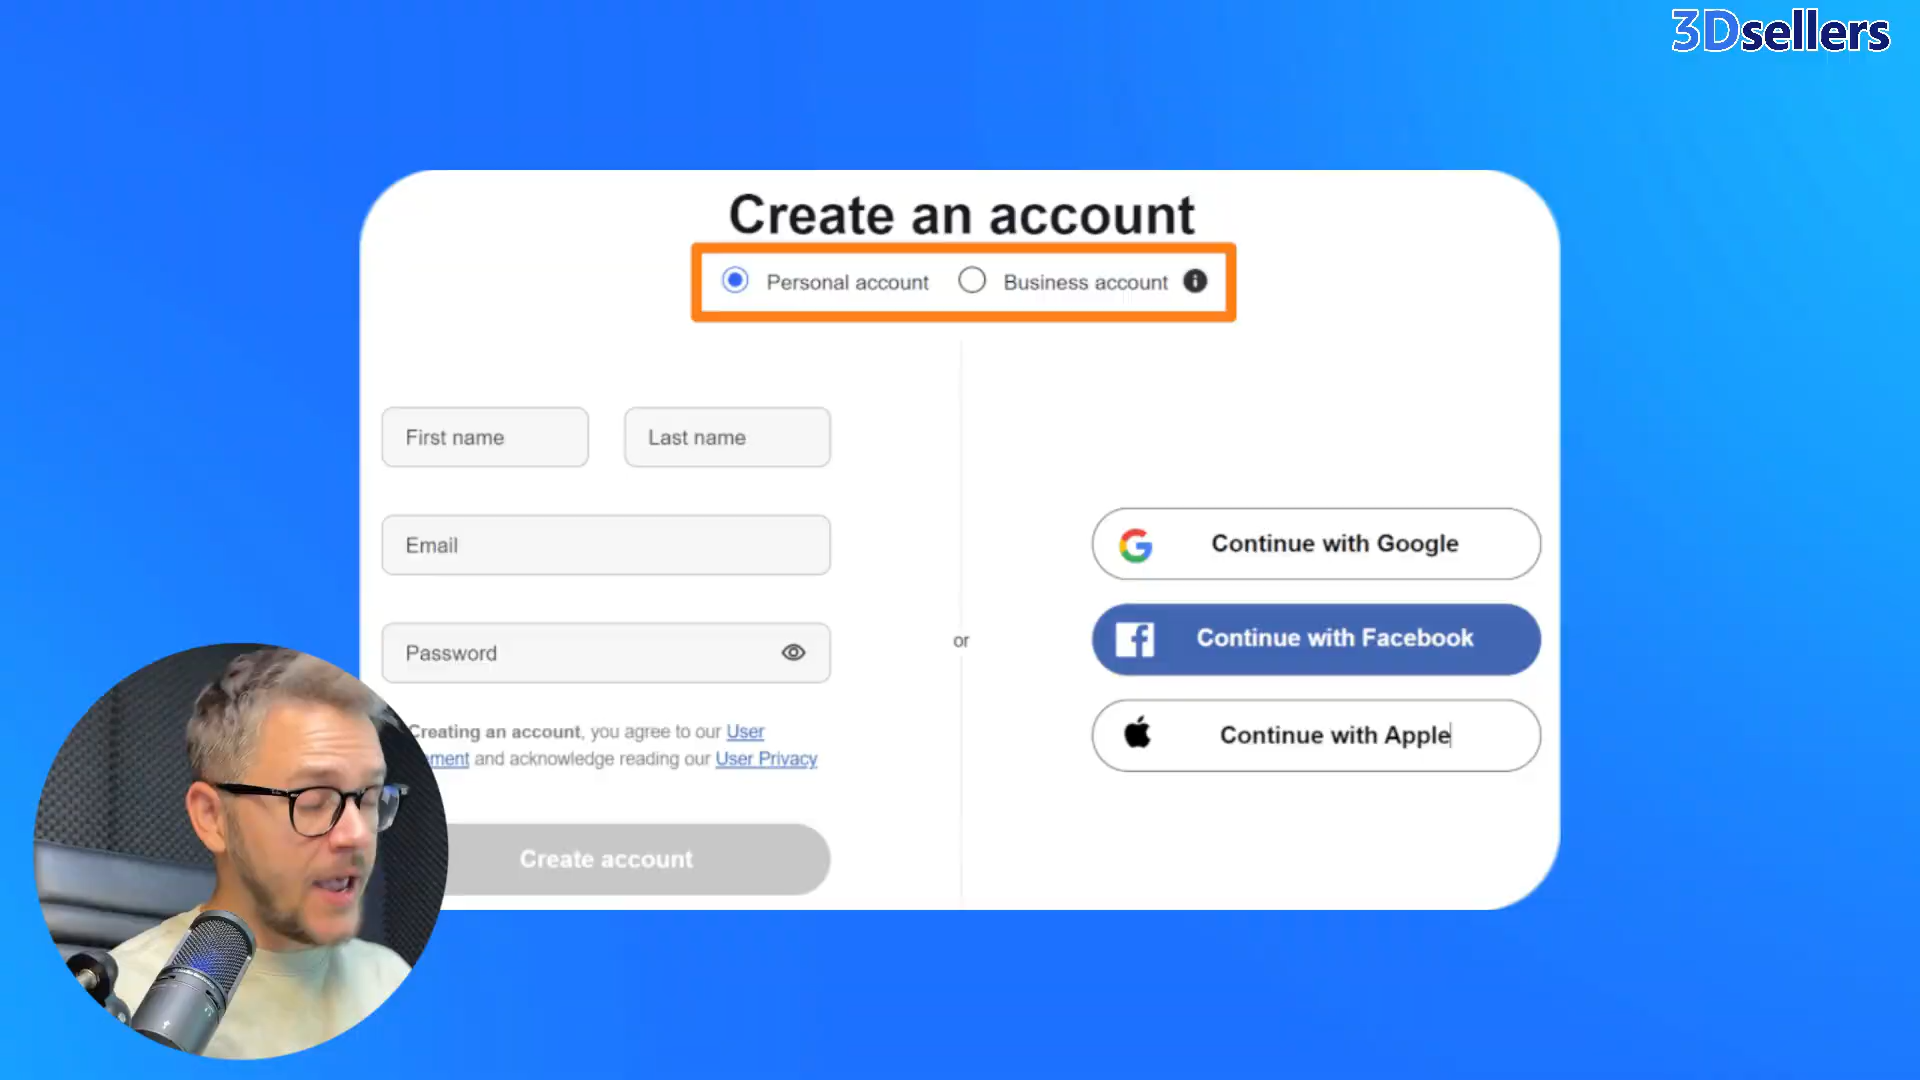 3Dsellers
Create an account
Personal account Business account
First name Last name
Email
Password
Creating an account, you agree to our User
ment and acknowledge reading our User Privacy
Create account
or
Continue with Google
Continue with Facebook
Continue with Apple